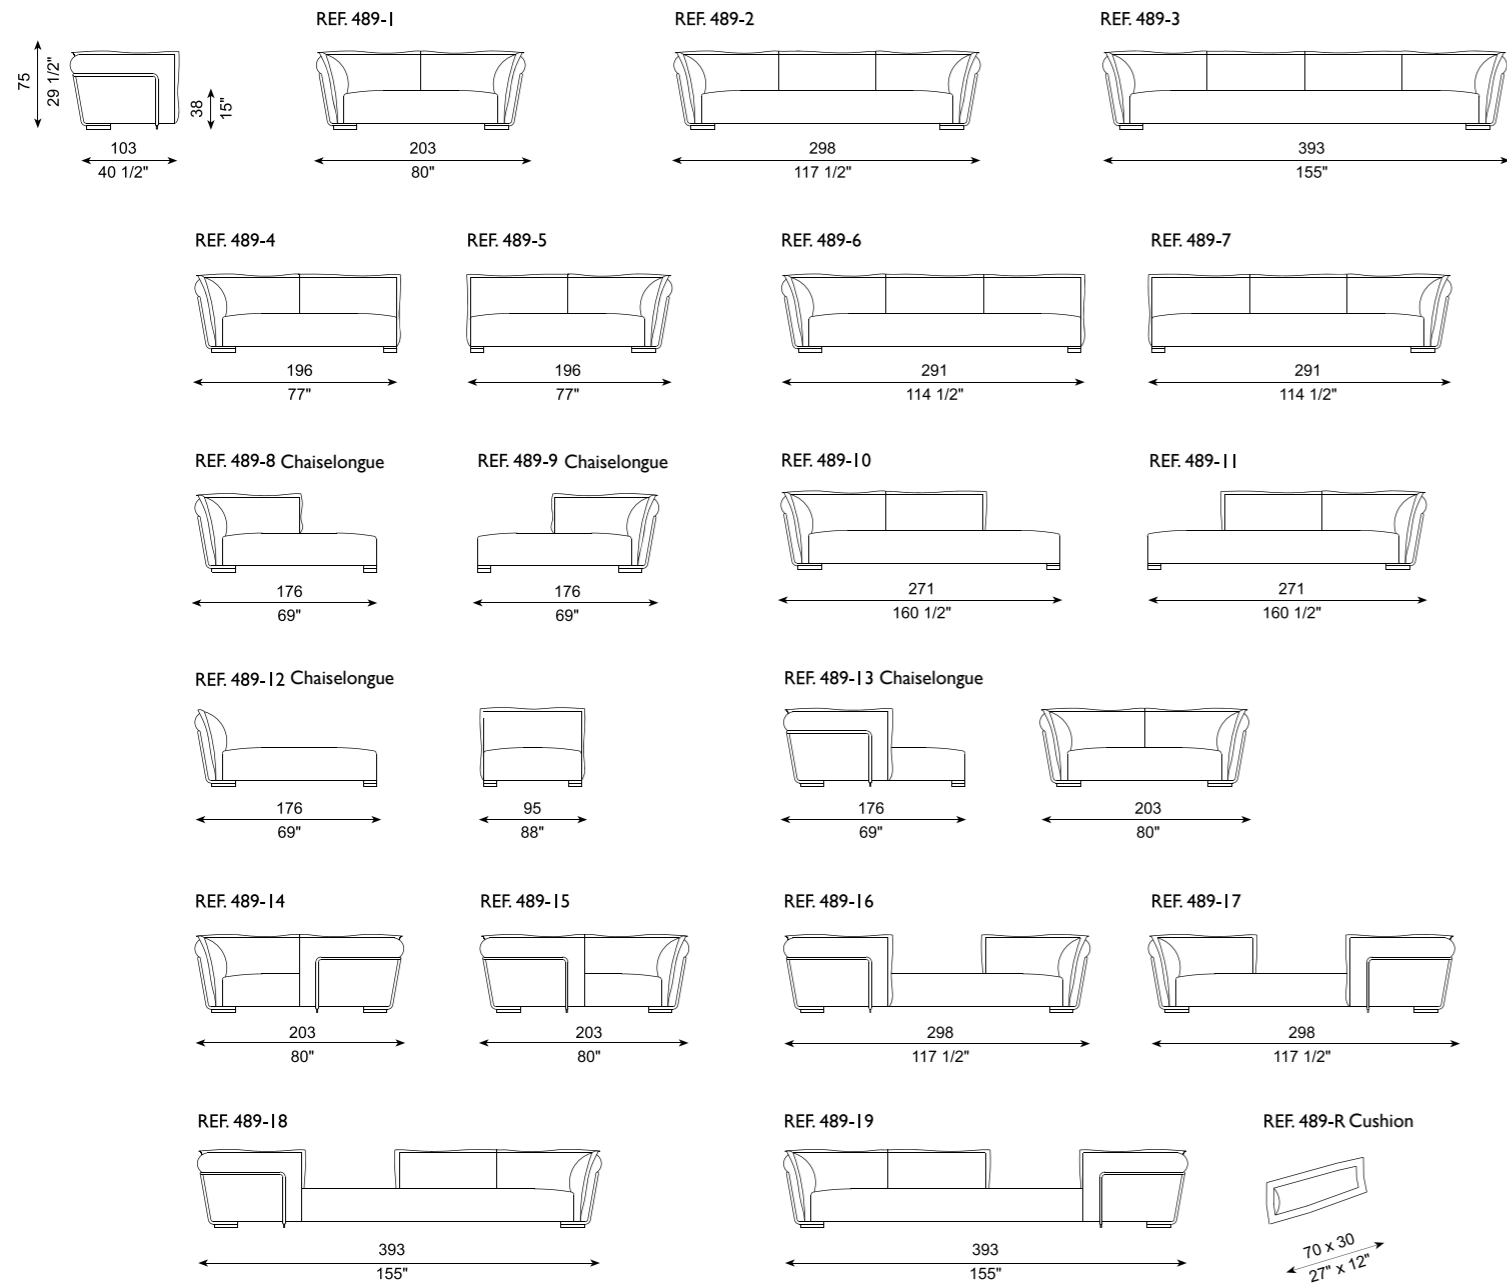 REF. 489-1
REF. 489-2
REF. 489-3
75
29 1/2"
38
15"
103
40 1/2"
203
80"
298
117 1/2"
393
155"
REF. 489-4
REF. 489-5
REF. 489-6
REF. 489-7
196
77"
196
77"
291
114 1/2"
291
114 1/2"
REF. 489-8 Chaiselongue
REF. 489-9 Chaiselongue
REF. 489-10
REF. 489-11
176
69"
176
69"
271
160 1/2"
271
160 1/2"
REF. 489-12 Chaiselongue
REF. 489-13 Chaiselongue
176
69"
95
88"
176
69"
203
80"
REF. 489-14
REF. 489-15
REF. 489-16
REF. 489-17
203
80"
203
80"
298
117 1/2"
298
117 1/2"
REF. 489-18
REF. 489-19
REF. 489-R Cushion
393
155"
393
155"
70 x 30
27" x 12"